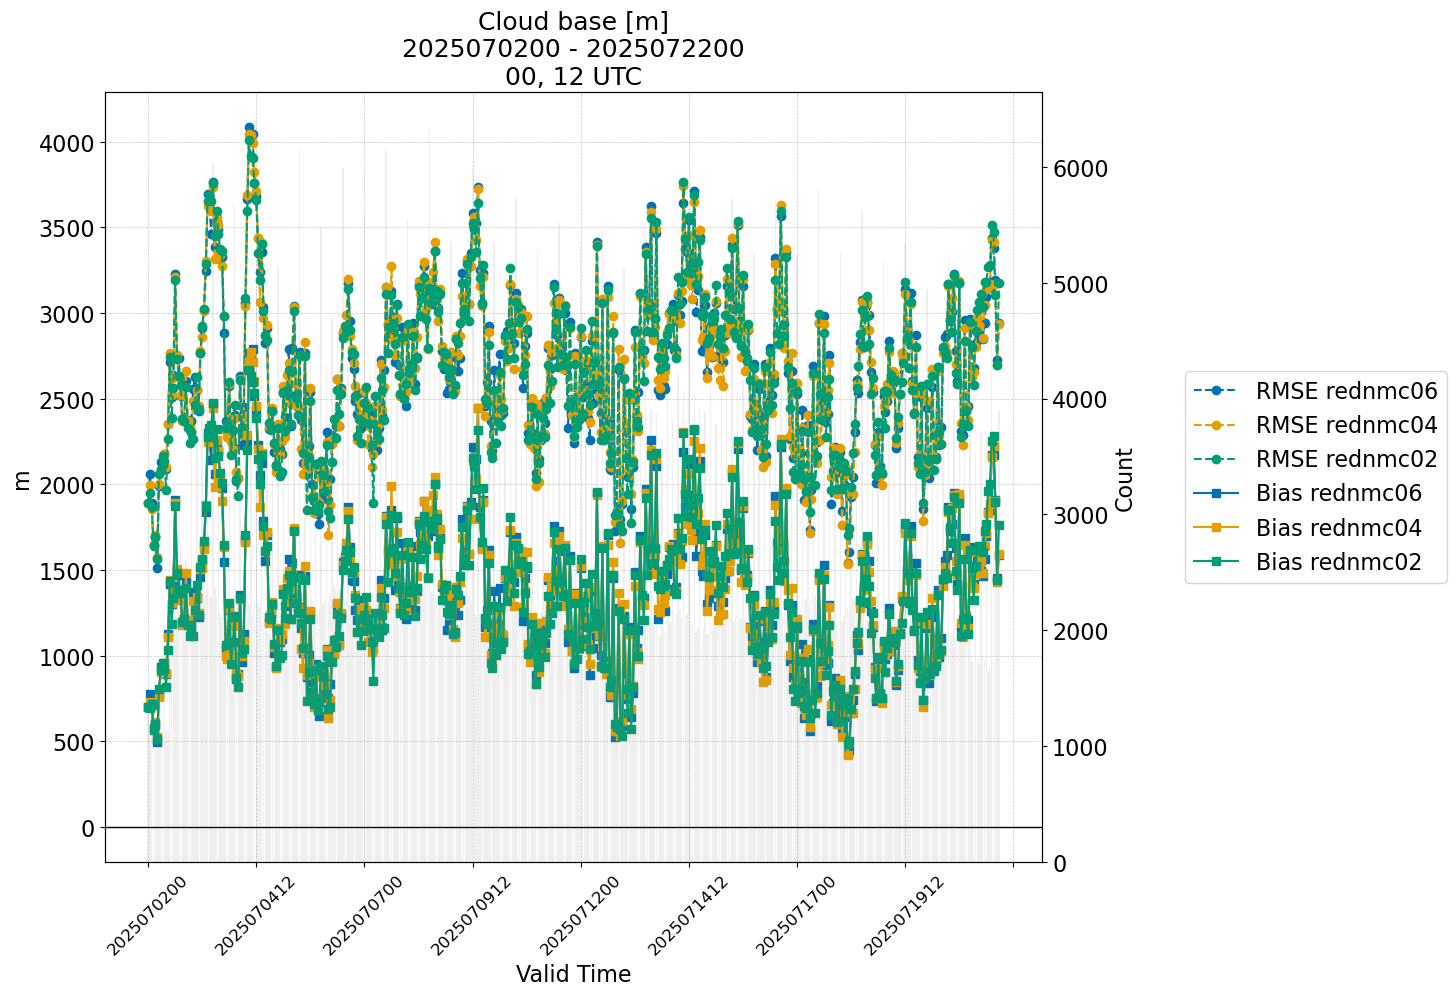 Cloud base [m]
2025070200 - 2025072200
00, 12 UTC
4000
3500
3000
2500
2000
1500
1000
500
0
m
6000
5000
4000
3000
2000
1000
0
Count
2025070200
2025070412
2025070700
2025070912
2025071200
2025071412
2025071700
2025071912
Valid Time
RMSE rednmc06
RMSE rednmc04
RMSE rednmc02
Bias rednmc06
Bias rednmc04
Bias rednmc02